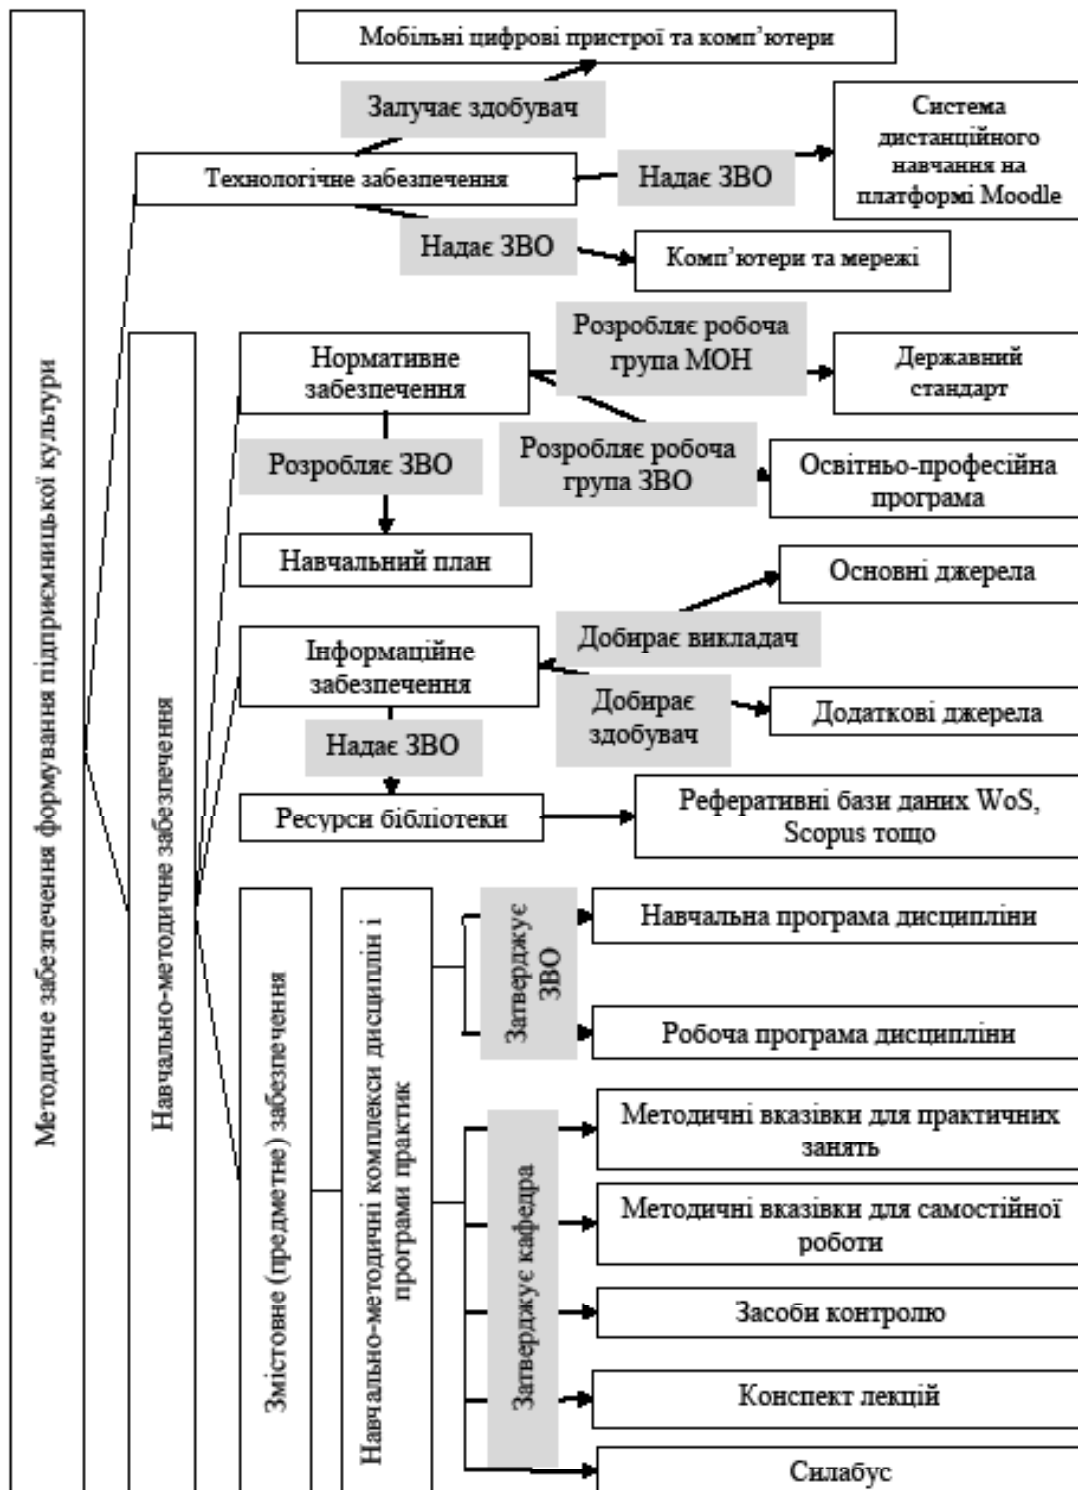 Методичне забезпечення формування підприємницької культури
Мобільні цифрові пристрої та комп’ютери
Залучає здобувач
Технологічне забезпечення
Надає ЗВО
Система
дистанційного
навчання на
платформі Moodle
Надає ЗВО
Комп’ютери та мережі
Навчально-методичне забезпечення
Нормативне
забезпечення
Розробляє робоча
група МОН
Державний
стандарт
Розробляє ЗВО
Розробляє робоча
група ЗВО
Освітньо-професійна
програма
Навчальний план
Основні джерела
Добирає викладач
Інформаційне
забезпечення
Добирає
здобувач
Додаткові джерела
Надає ЗВО
Ресурси бібліотеки
Реферативні бази даних WoS,
Scopus тощо
Змістовне (предметне) забезпечення
Навчально-методичні комплекси дисциплін і
програми практик
Затверджує
ЗВО
Навчальна програма дисципліни
Робоча програма дисципліни
Затверджує кафедра
Методичні вказівки для практичних
занять
Методичні вказівки для самостійної
роботи
Засоби контролю
Конспект лекцій
Силабус